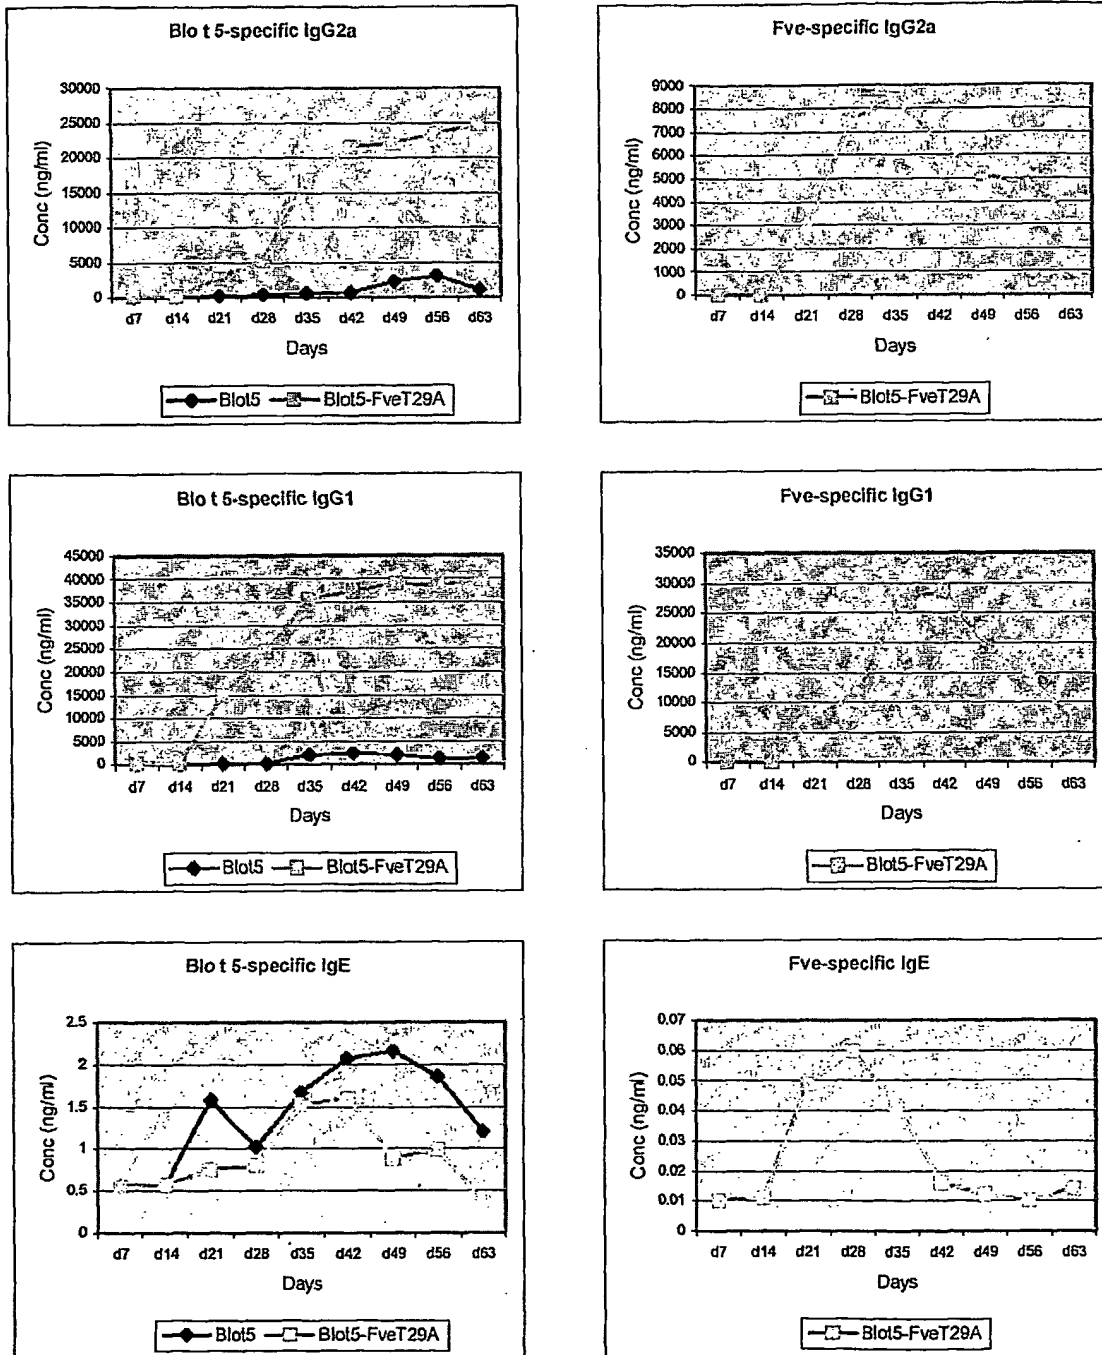 Blo t 5-specific IgG2a
Conc (ng/ml)
30000
25000
20000
15000
10000
5000
0
d7 d14 d21 d28 d35 d42 d49 d56 d63
Days
Blot5 Blot5-FveT29A
Fve-specific IgG2a
Conc (ng/ml)
9000
8000
7000
6000
5000
4000
3000
2000
1000
0
d7 d14 d21 d28 d35 d42 d49 d56 d63
Days
Blot5-FveT29A
Blo t 5-specific IgG1
Conc (ng/ml)
45000
40000
35000
30000
25000
20000
15000
10000
5000
0
d7 d14 d21 d28 d35 d42 d49 d56 d63
Days
Blot5 Blot5-FveT29A
Fve-specific IgG1
Conc (ng/ml)
35000
30000
25000
20000
15000
10000
5000
0
d7 d14 d21 d28 d35 d42 d49 d56 d63
Days
Blot5-FveT29A
Blo t 5-specific IgE
Conc (ng/ml)
2.5
2
1.5
1
0.5
0
d7 d14 d21 d28 d35 d42 d49 d56 d63
Days
Blot5 Blot5-FveT29A
Fve-specific IgE
Conc (ng/ml)
0.07
0.06
0.05
0.04
0.03
0.02
0.01
0
d7 d14 d21 d28 d35 d42 d49 d56 d63
Days
Blot5-FveT29A